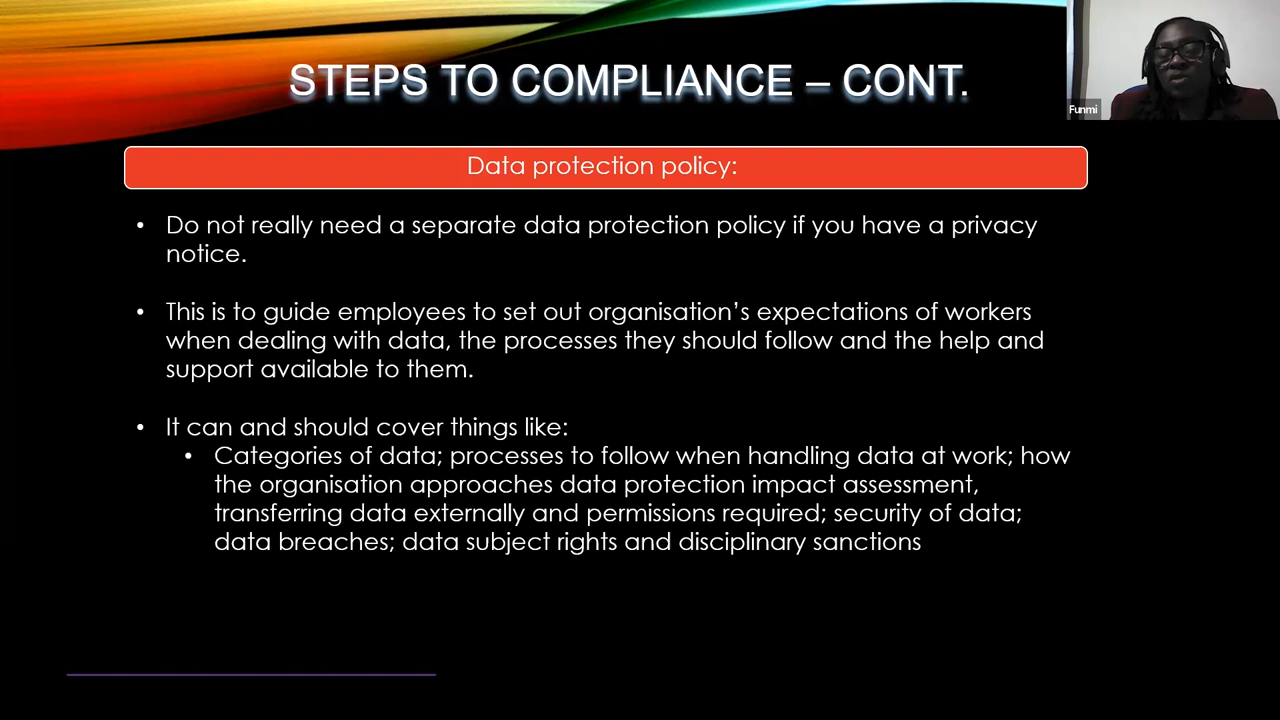 STEPS TO COMPLIANCE – CONT.
Funmi
Data protection policy:
• Do not really need a separate data protection policy if you have a privacy
notice.
• This is to guide employees to set out organisation’s expectations of workers
when dealing with data, the processes they should follow and the help and
support available to them.
• It can and should cover things like:
• Categories of data; processes to follow when handling data at work; how
the organisation approaches data protection impact assessment,
transferring data externally and permissions required; security of data;
data breaches; data subject rights and disciplinary sanctions